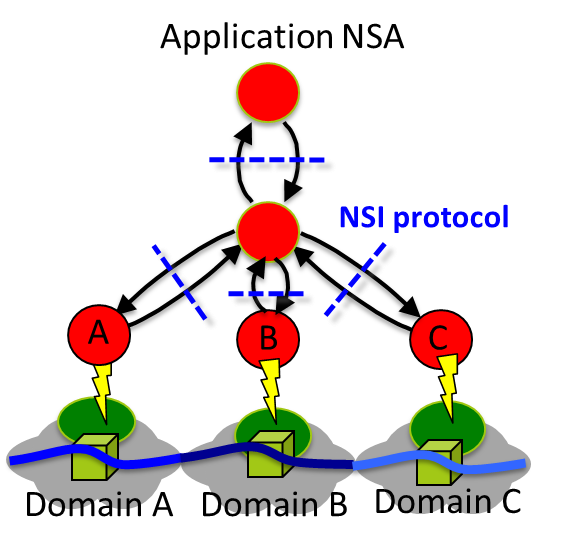 Application NSA
NSI protocol
A
B
C
Domain A
Domain B
Domain C